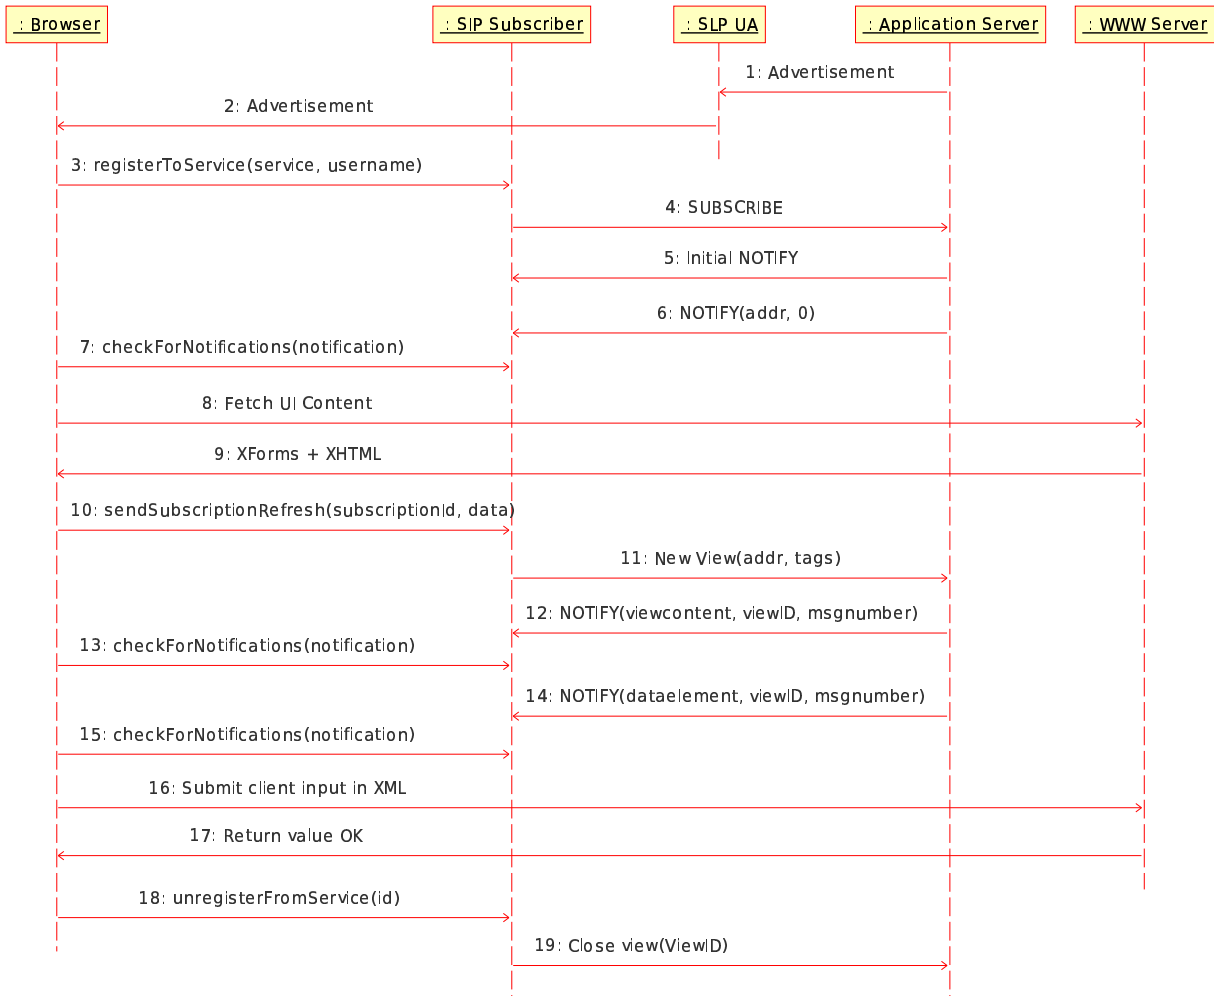 : Browser
: SIP Subscriber
: SLP UA
: Application Server
: WWW Server
1: Advertisement
2: Advertisement
3: registerToService(service, username)
4: SUBSCRIBE
5: Initial NOTIFY
6: NOTIFY(addr, 0)
7: checkForNotifications(notification)
8: Fetch UI Content
9: XForms + XHTML
10: sendSubscriptionRefresh(subscriptionId, data)
11: New View(addr, tags)
12: NOTIFY(viewcontent, viewID, msgnumber)
13: checkForNotifications(notification)
14: NOTIFY(dataelement, viewID, msgnumber)
15: checkForNotifications(notification)
16: Submit client input in XML
17: Return value OK
18: unregisterFromService(id)
19: Close view(ViewID)